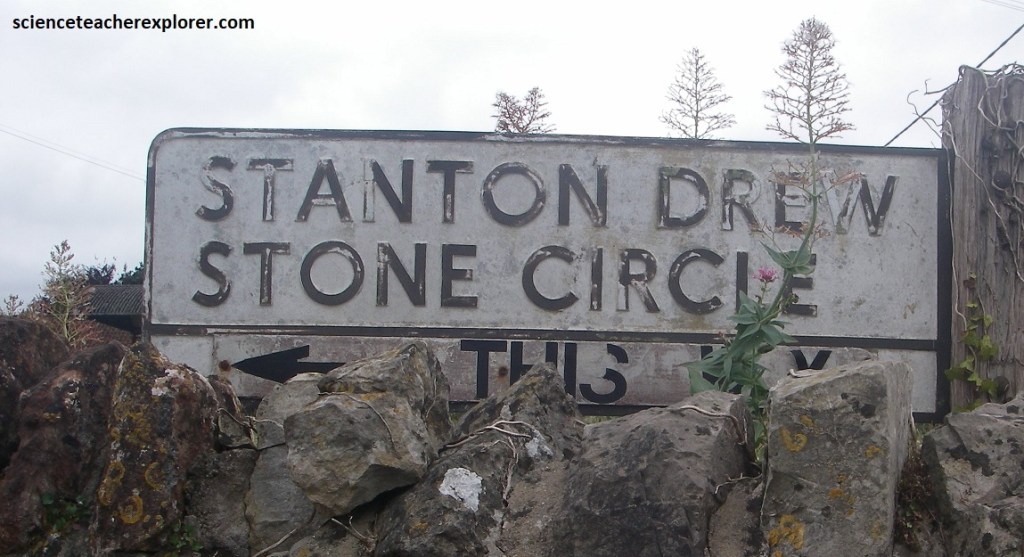 scienceteacherexplorer.com
STANTON DREW
STONE CIRCLE
THIS